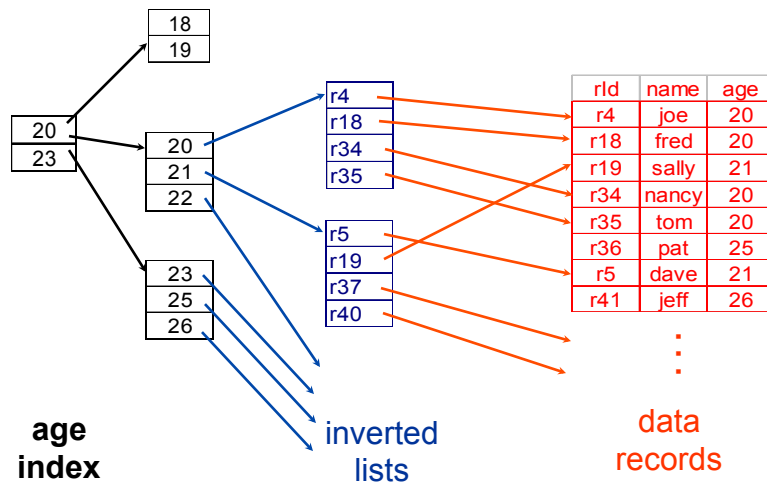 18
19
20
23
20
21
22
23
25
26
age
index
r4
r18
r34
r35
r5
r19
r37
r40
inverted
lists
rId name age
r4 joe 20
r18 fred 20
r19 sally 21
r34 nancy 20
r35 tom 20
r36 pat 25
r5 dave 21
r41 jeff 26
data
records